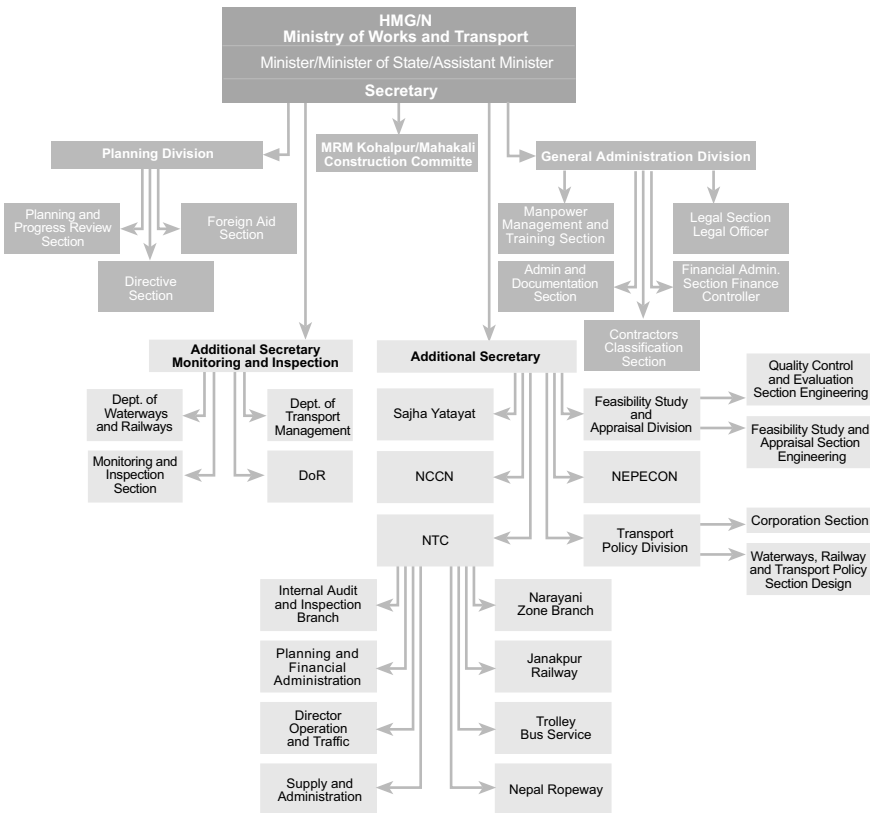 HMG/N
Ministry of Works and Transport
Minister/Minister of State/Assistant Minister
Secretary
Planning Division
MRM Kohalpur/Mahakali
Construction Committe
General Administration Division
Planning and
Progress Review
Section
Foreign Aid
Section
Directive
Section
Manpower
Management and
Training Section
Legal Section
Legal Officer
Admin and
Documentation
Section
Financial Admin.
Section Finance
Controller
Contractors
Classification
Section
Additional Secretary
Monitoring and Inspection
Additional Secretary
Dept. of
Waterways
and Railways
Dept. of
Transport
Management
Monitoring and
Inspection
Section
DoR
Sajha Yatayat
Feasibility Study
and
Appraisal Division
Quality Control
and Evaluation
Section Engineering
Feasibility Study and
Appraisal Section
Engineering
NCCN
NEPECON
NTC
Transport
Policy Division
Corporation Section
Waterways, Railway
and Transport Policy
Section Design
Internal Audit
and Inspection
Branch
Narayani
Zone Branch
Planning and
Financial
Administration
Janakpur
Railway
Director
Operation
and Traffic
Trolley
Bus Service
Supply and
Administration
Nepal Ropeway